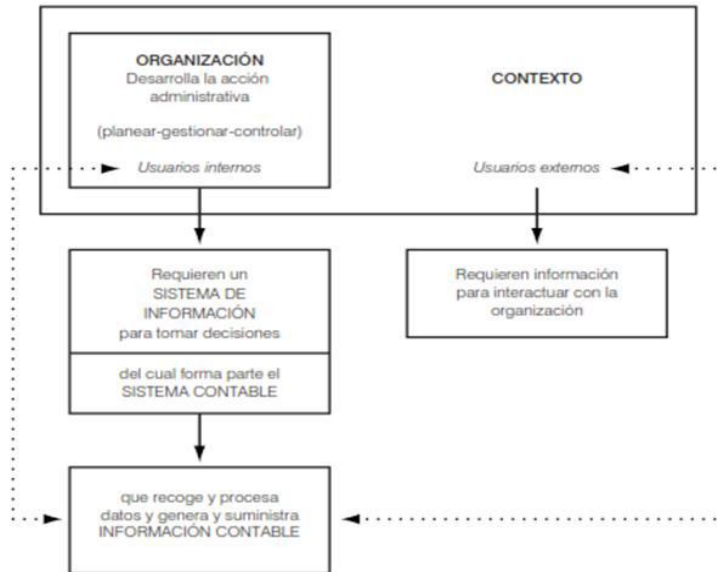 ORGANIZACIÓN
Desarrolla la acción
administrativa
(planear-gestionar-controlar)
Usuarios internos
CONTEXTO
Usuarios externos
Requieren un
SISTEMA DE
INFORMACIÓN
para tomar decisiones
del cual forma parte el
SISTEMA CONTABLE
Requieren información
para interactuar con la
organización
que recoge y procesa
datos y genera y suministra
INFORMACIÓN CONTABLE